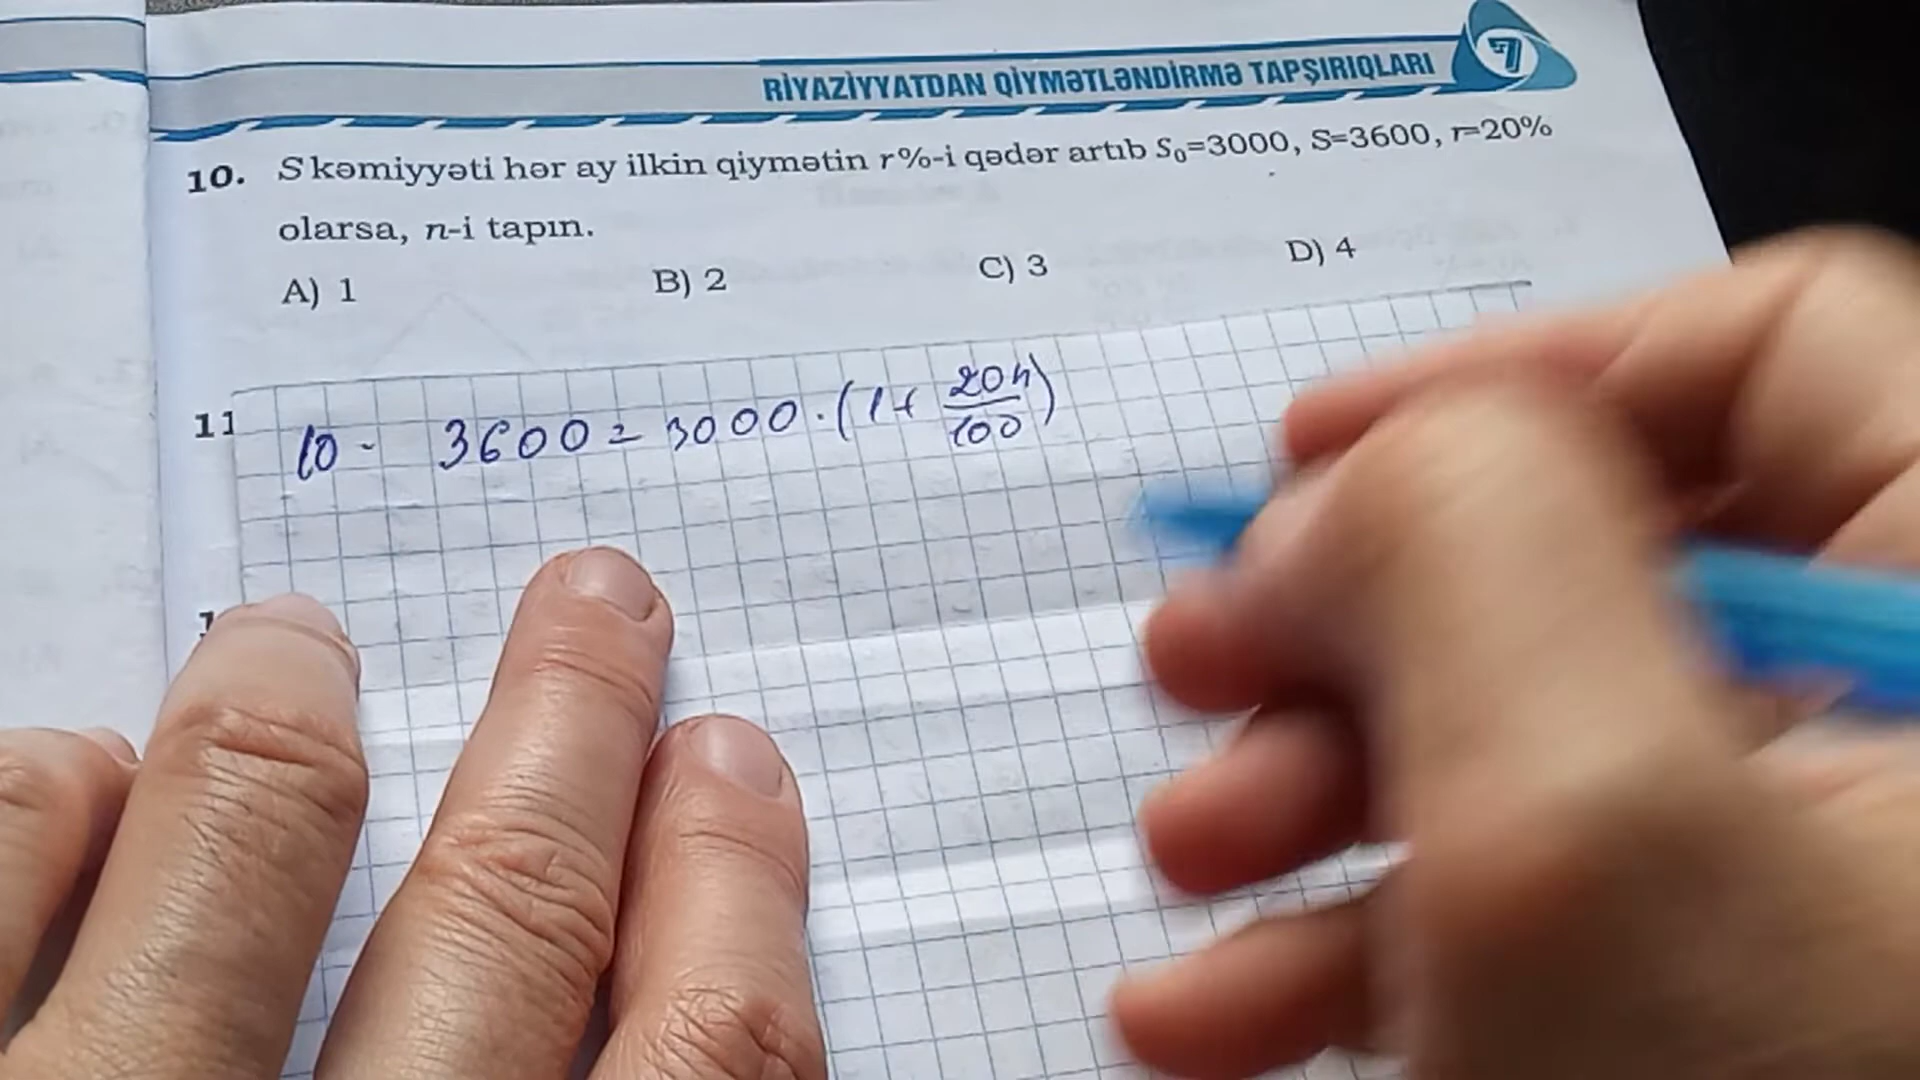 RİYAZİYYATDAN QİYMƏTLƏNDİRMƏ TAPŞIRIQLARI 7
10. S kəmiyyəti hər ay ilkin qiymətin r%-i qədər artıb S₀=3000, S=3600, r=20%
olarsa, n-i tapın.
A) 1 B) 2 C) 3 D) 4
11
10 - 3600 = 3000 · (1 + 20n/100)